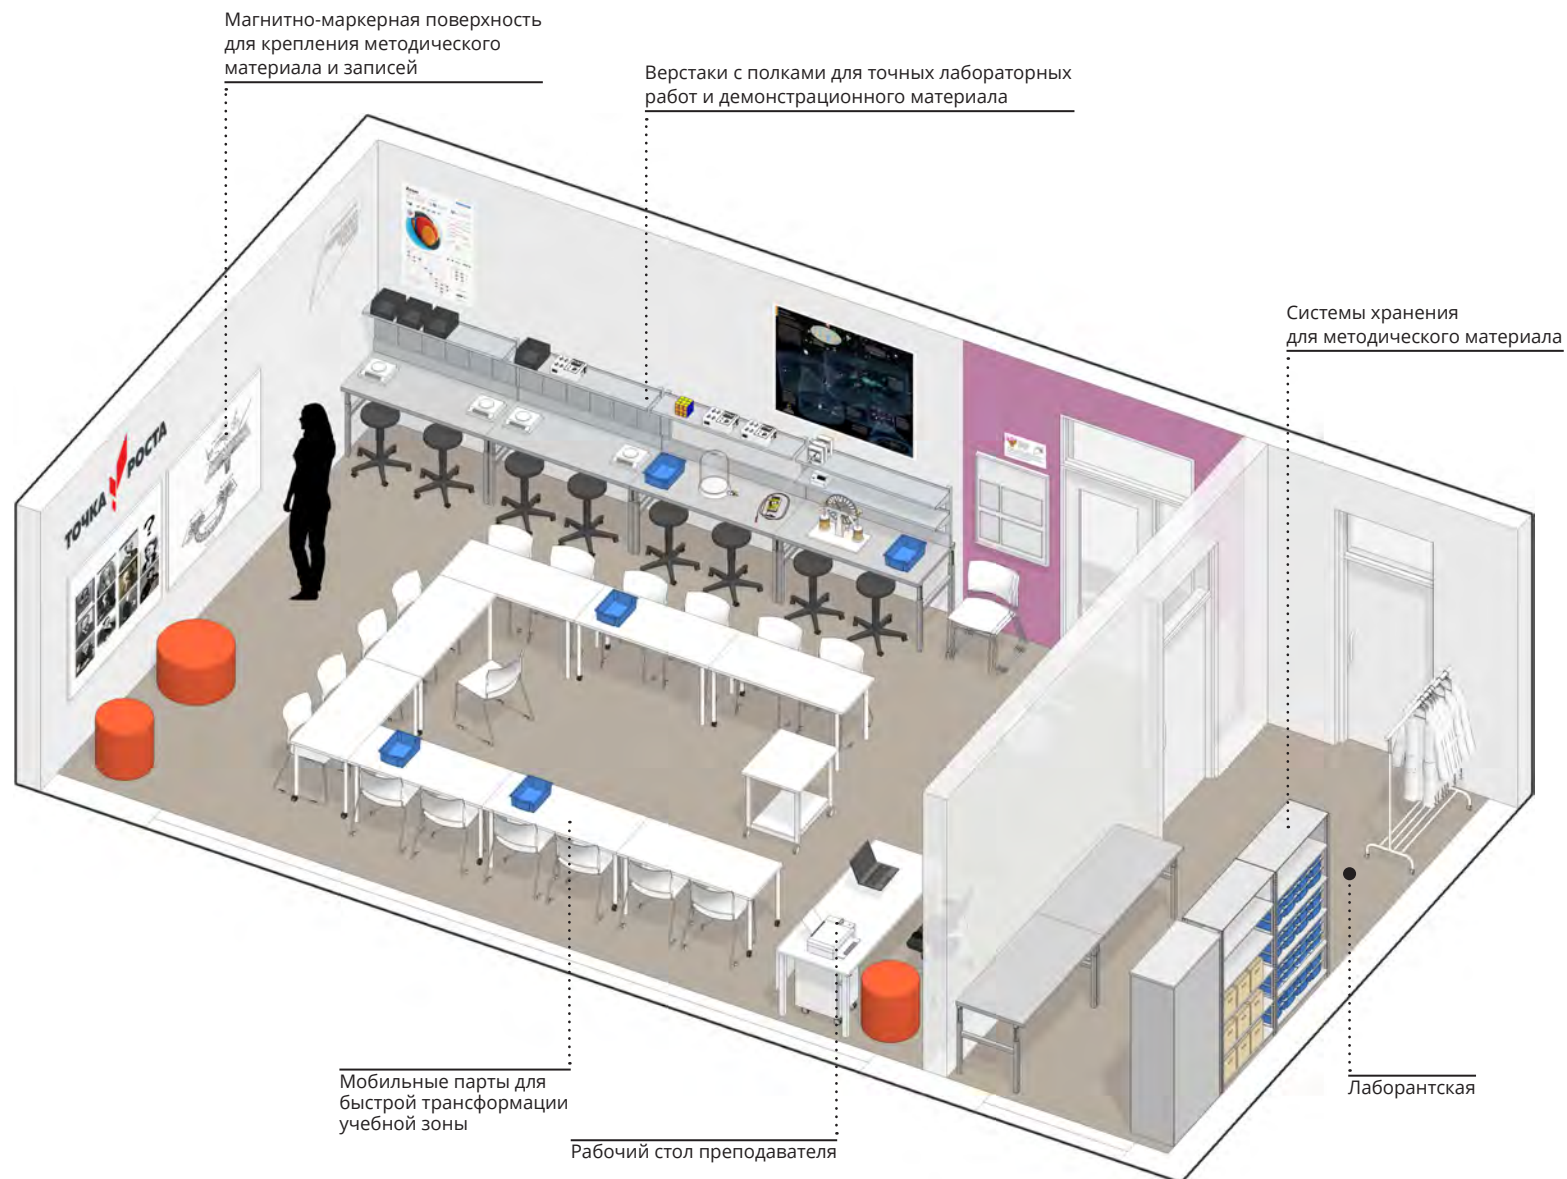 Магнитно-маркерная поверхность
для крепления методического
материала и записей
Верстаки с полками для точных лабораторных
работ и демонстрационного материала
Системы хранения
для методического материала
ТОЧКА РОСТА
?
Мобильные парты для
быстрой трансформации
учебной зоны
Рабочий стол преподавателя
Лаборантская